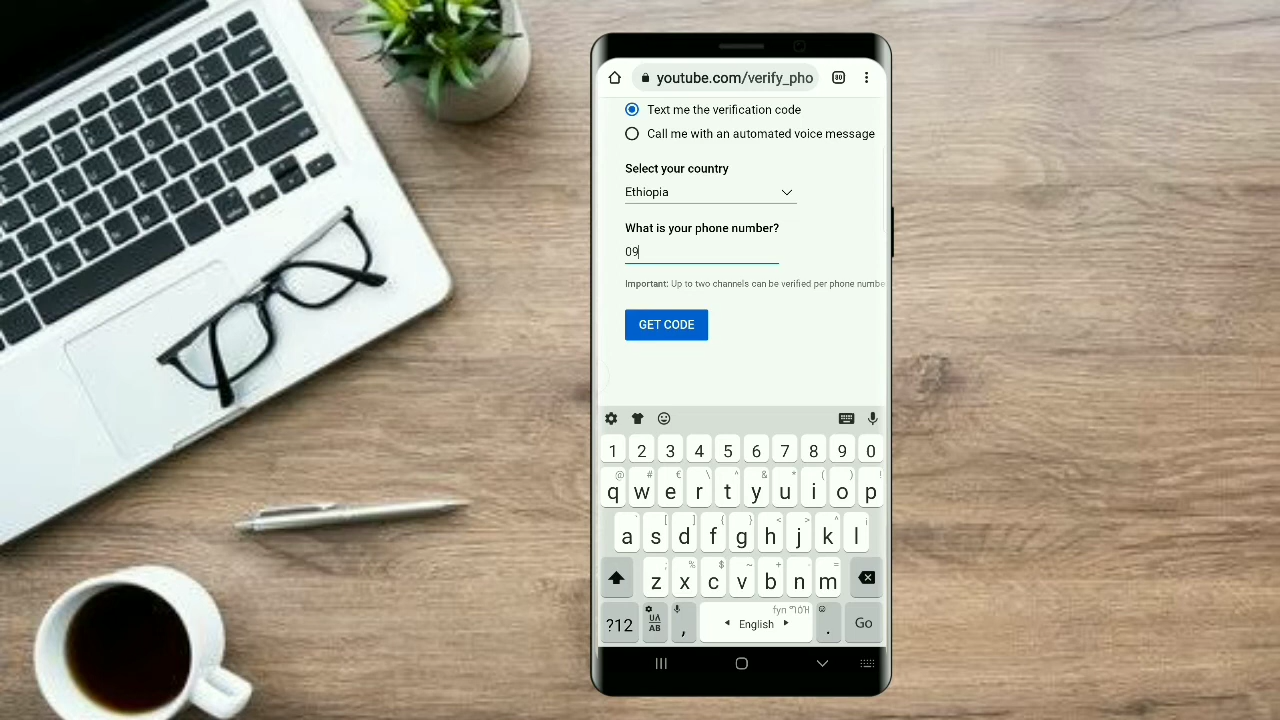 youtube.com/verify_pho
80
Text me the verification code
Call me with an automated voice message
Select your country
Ethiopia
What is your phone number?
09
Important: Up to two channels can be verified per phone numbe
GET CODE
1 2 3 4 5 6 7 8 9 0
@ # € \ ^ & * ( ) !
q w e r t y u i o p
[ ] { } < > ^ ¡
a s d f g h j k l
; % $ : + - =
z x c v b n m
?12 , English . Go